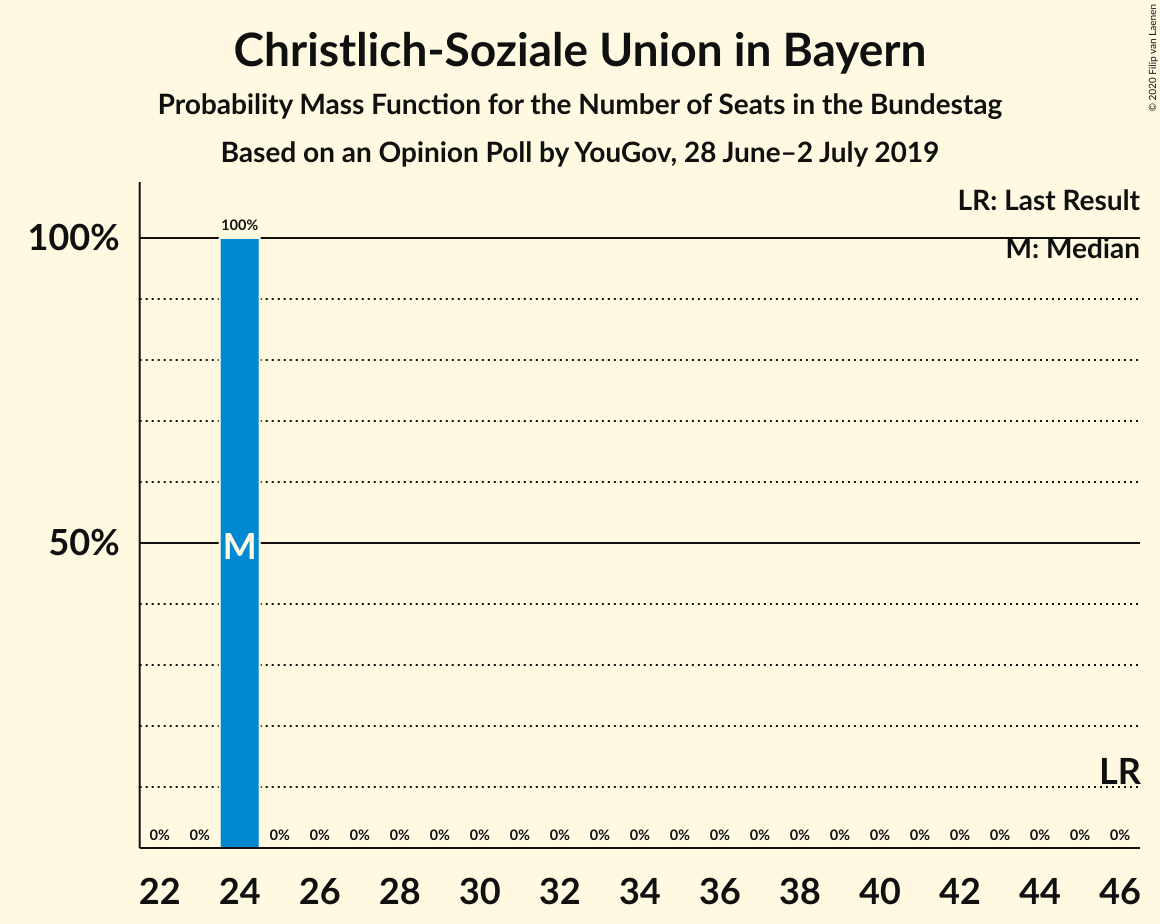 Christlich-Soziale Union in Bayern
Probability Mass Function for the Number of Seats in the Bundestag
Based on an Opinion Poll by YouGov, 28 June–2 July 2019
© 2020 Filip van Laenen
LR: Last Result
M: Median
100%
50%
100%
M
LR
0% 0% 0% 0% 0% 0% 0% 0% 0% 0% 0% 0% 0% 0% 0% 0% 0% 0% 0% 0% 0% 0% 0% 0%
22 24 26 28 30 32 34 36 38 40 42 44 46